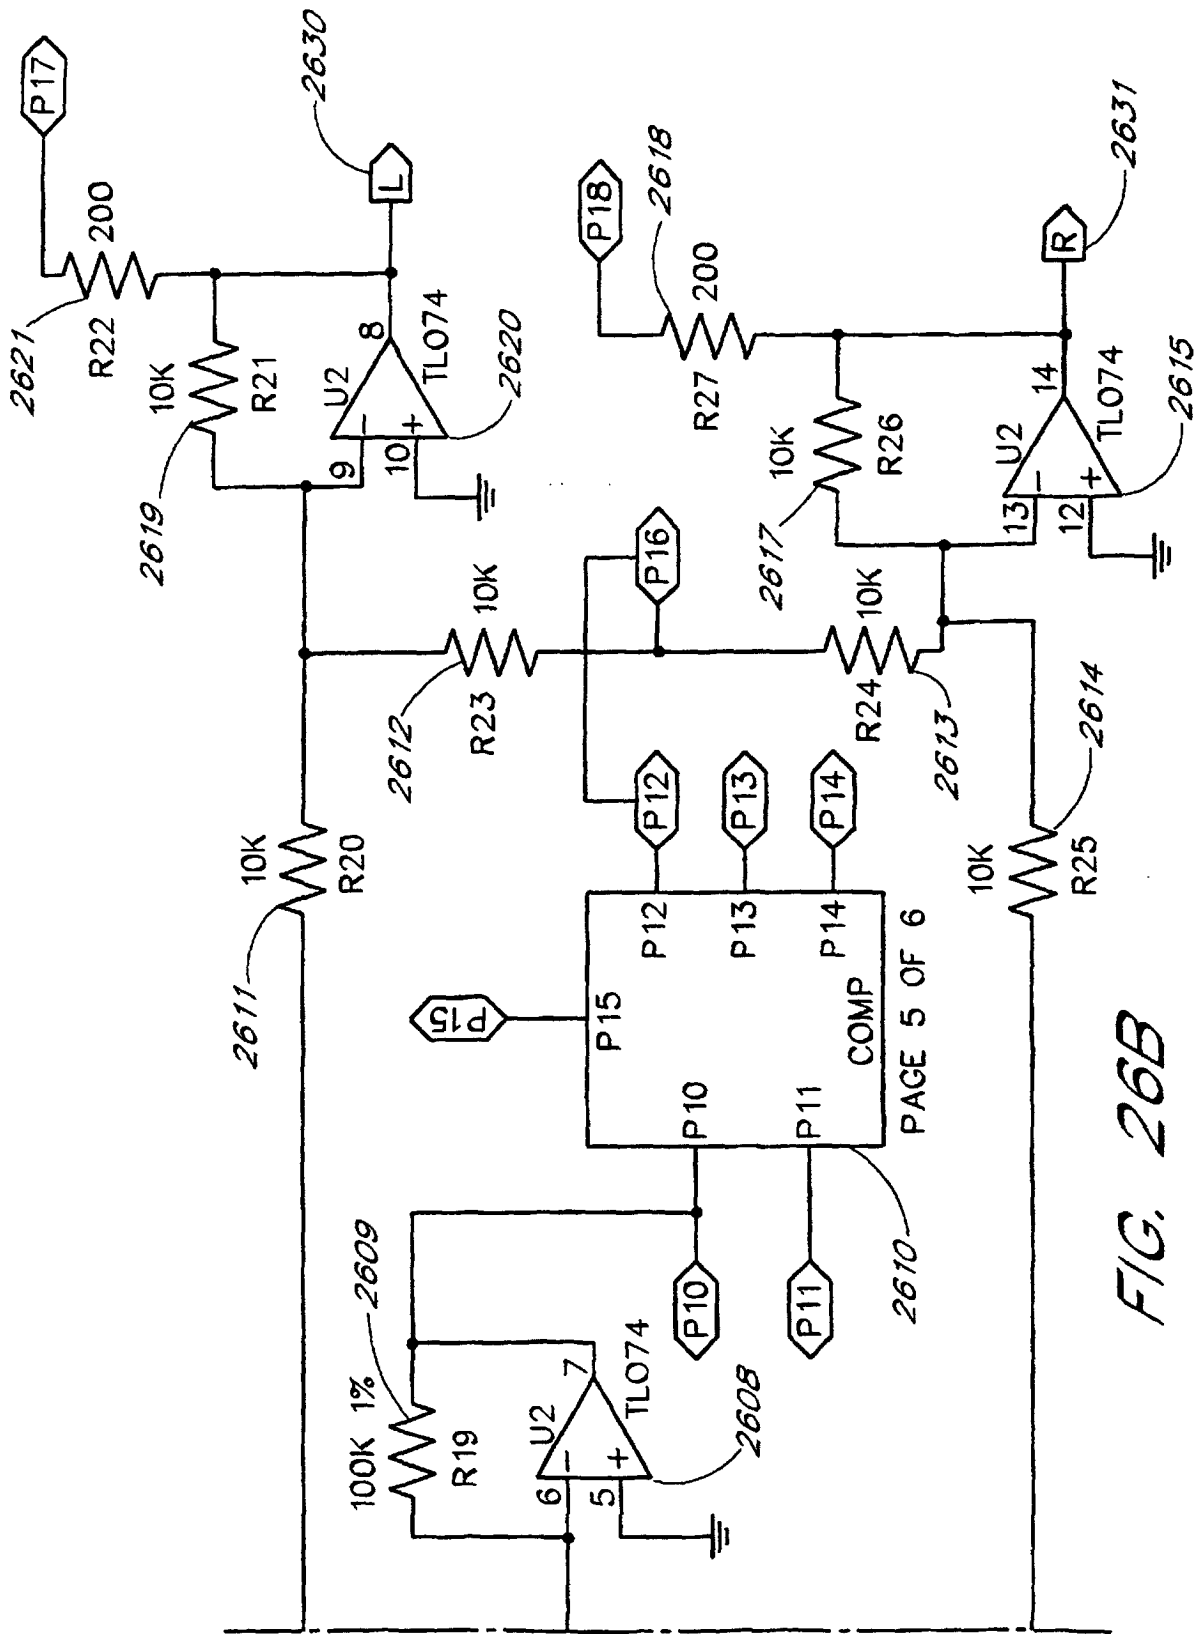 P17
2630
2621
R22
200
L
10K
R21
2619
U2
8
9
10
TL074
2620
P18
2618
R27
200
R
2631
10K
R26
2617
U2
14
13
12
TL074
2615
P16
2612
R23
10K
R24
10K
2613
2614
10K
R25
2611
10K
R20
P15
P15
P12
P12
P13
P13
P14
P14
P10
P11
COMP
PAGE 5 OF 6
P10
P11
2610
2609
100K 1%
R19
U2
7
6
5
TL074
2608
FIG. 26B